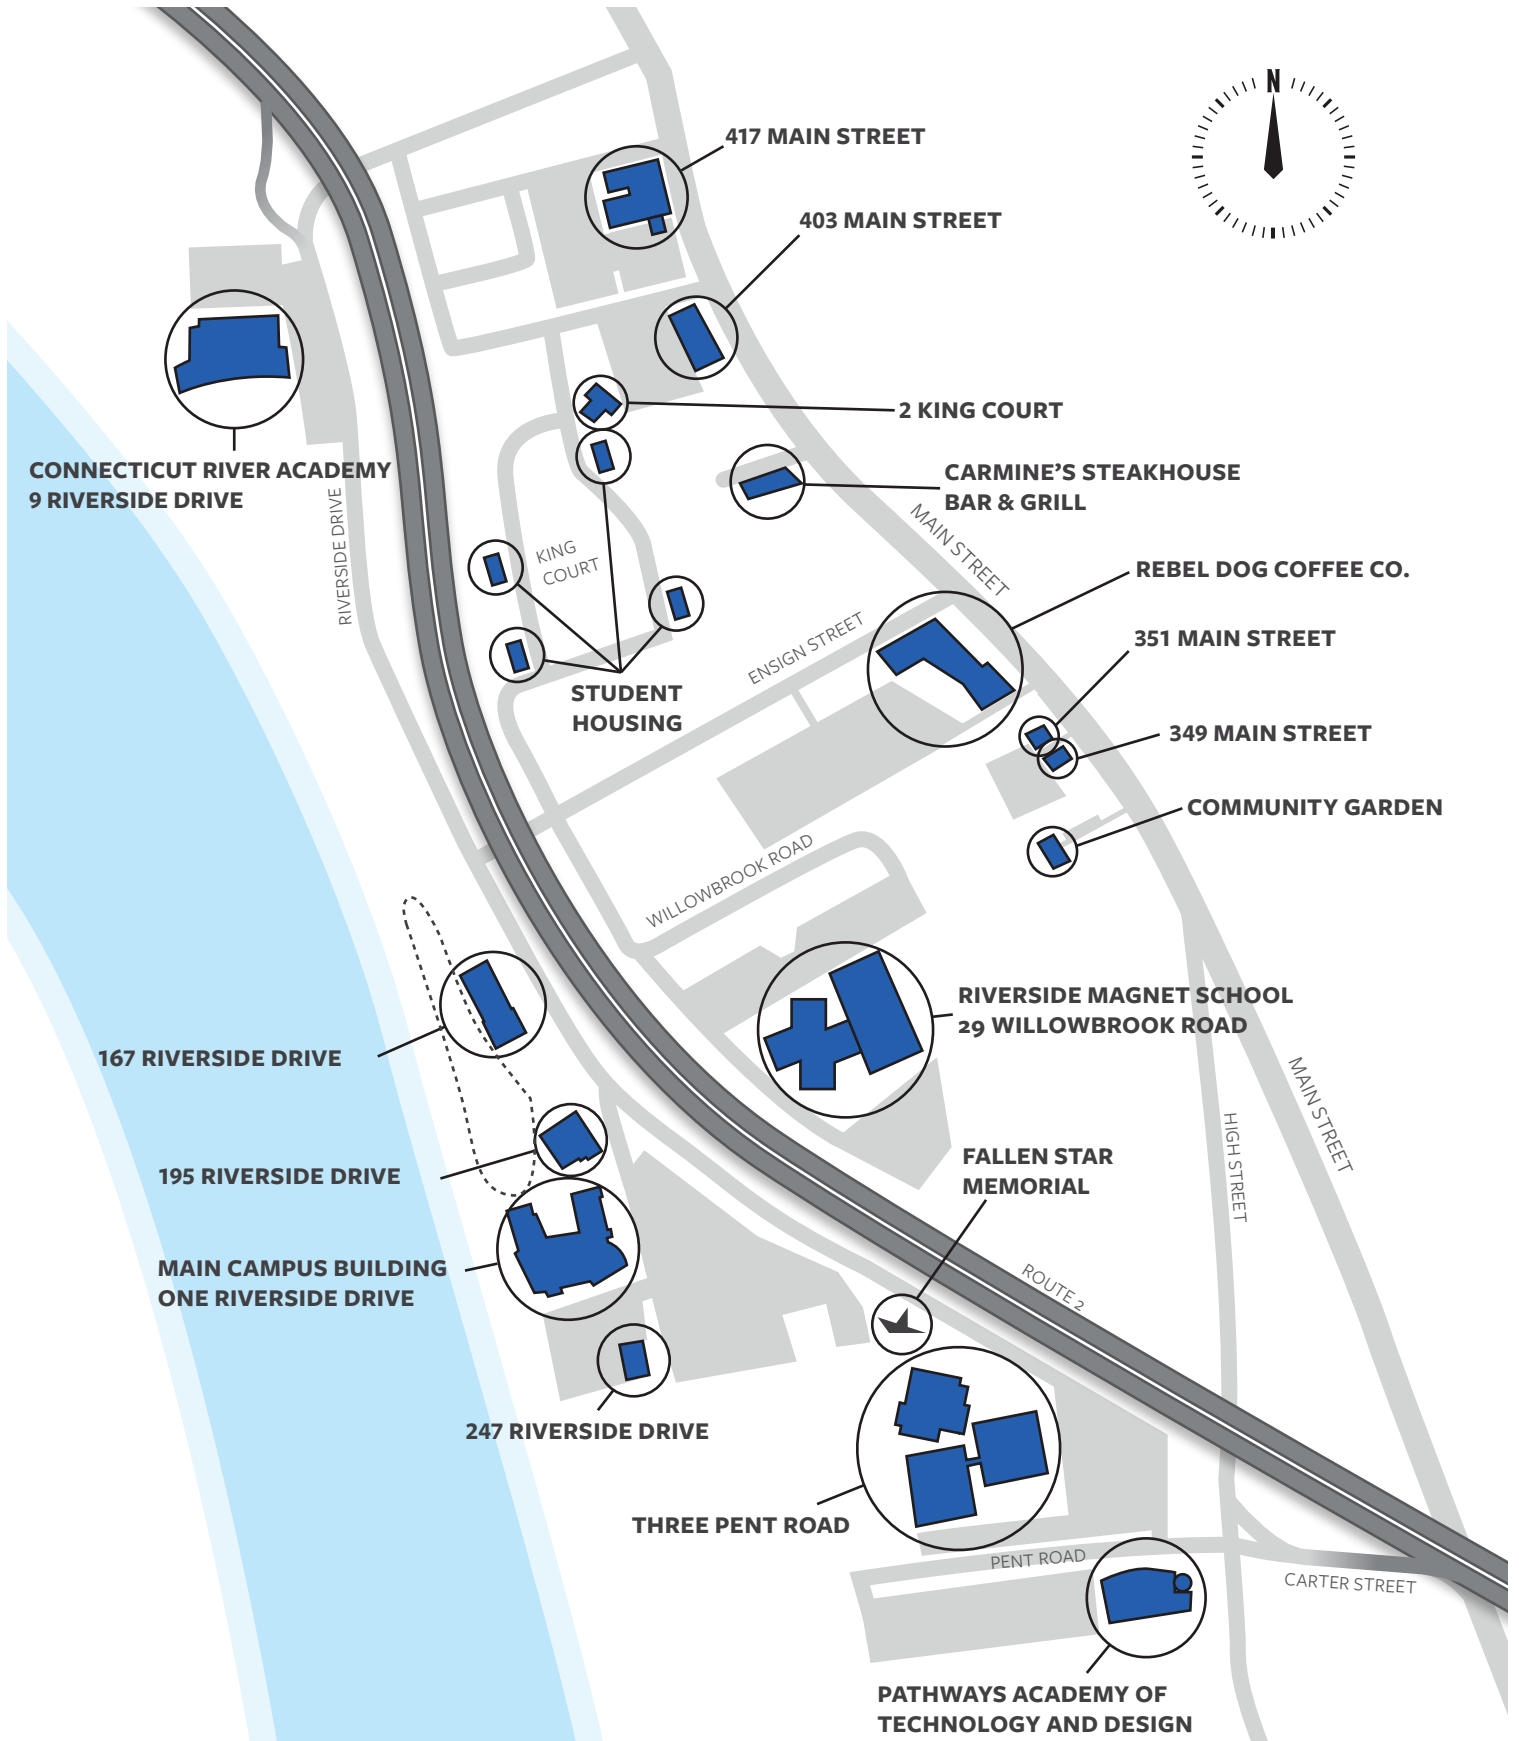 N
417 MAIN STREET
403 MAIN STREET
2 KING COURT
CONNECTICUT RIVER ACADEMY
9 RIVERSIDE DRIVE
CARMINE'S STEAKHOUSE
BAR & GRILL
RIVERSIDE DRIVE
MAIN STREET
KING
COURT
REBEL DOG COFFEE CO.
351 MAIN STREET
ENSIGN STREET
STUDENT
HOUSING
349 MAIN STREET
COMMUNITY GARDEN
WILLOWBROOK ROAD
RIVERSIDE MAGNET SCHOOL
29 WILLOWBROOK ROAD
167 RIVERSIDE DRIVE
MAIN STREET
HIGH STREET
FALLEN STAR
MEMORIAL
195 RIVERSIDE DRIVE
MAIN CAMPUS BUILDING
ONE RIVERSIDE DRIVE
ROUTE 2
247 RIVERSIDE DRIVE
THREE PENT ROAD
PENT ROAD
CARTER STREET
PATHWAYS ACADEMY OF
TECHNOLOGY AND DESIGN